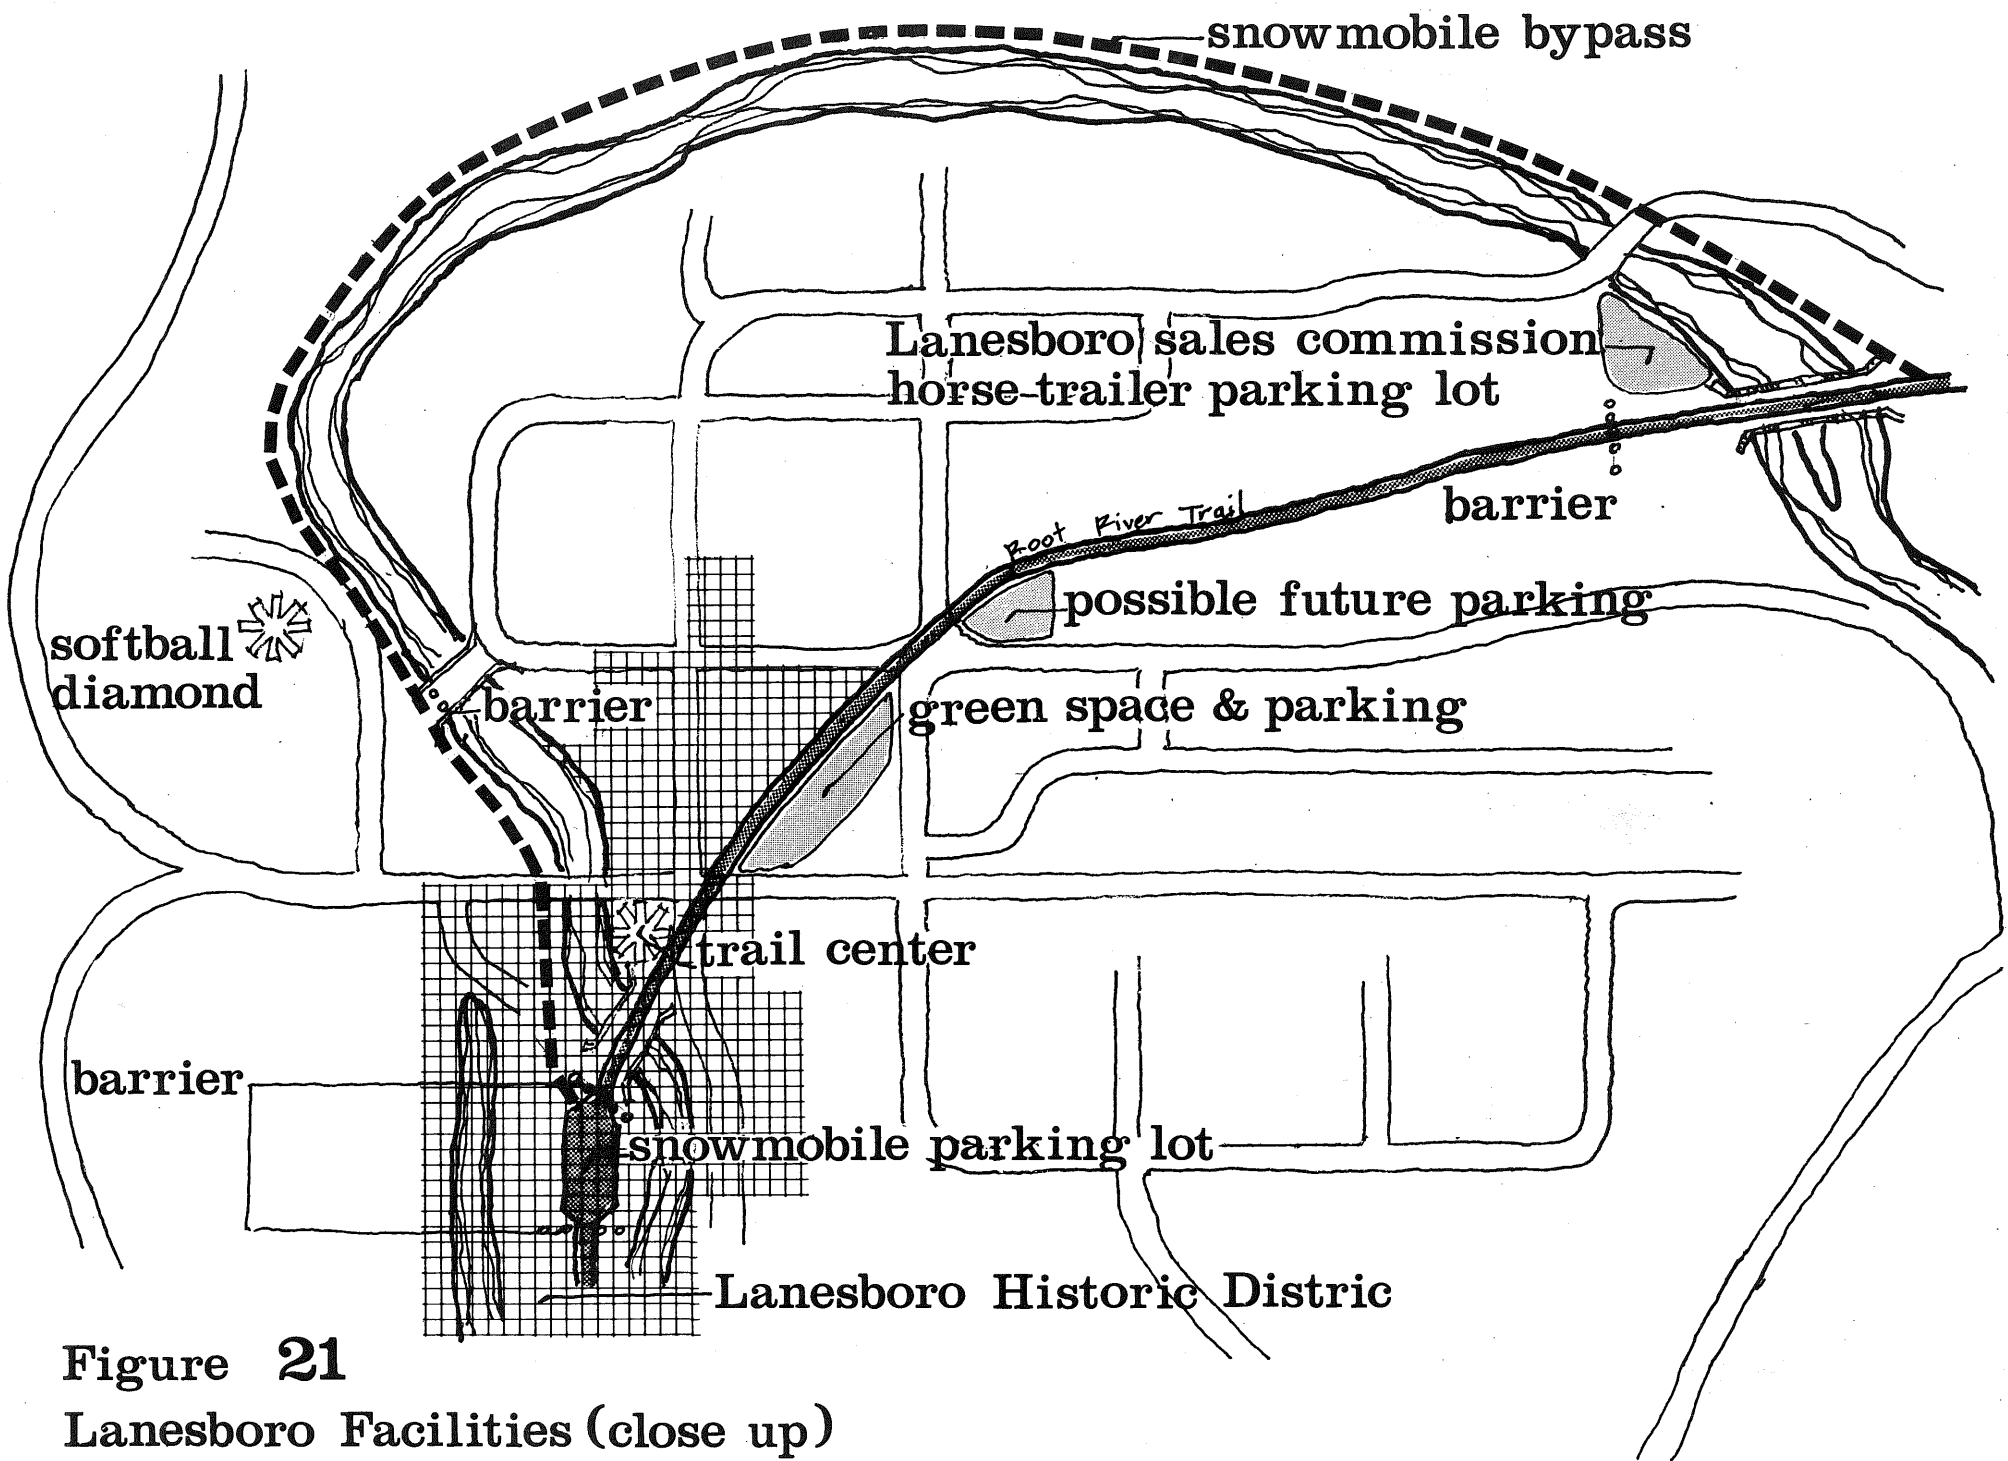 snowmobile bypass
Lanesboro sales commission
horse-trailer parking lot
barrier
Root River Trail
possible future parking
softball
diamond
barrier
green space & parking
trail center
barrier
snowmobile parking lot
Lanesboro Historic Distric
Figure 21
Lanesboro Facilities (close up)